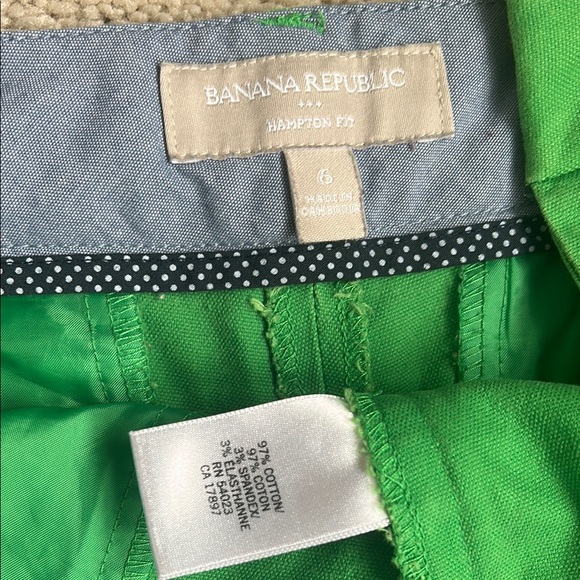 BANANA REPUBLIC
+++
HAMPTON FIT
6
MADE IN
CAMBODIA
97% COTTON/
97% COTON
3% SPANDEX/
3% ELASTHANNE
RN 54023
CA 17897